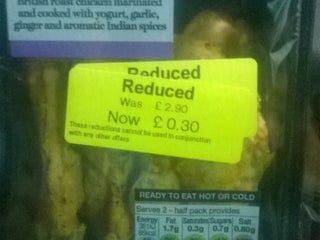 British roast chicken marinated
and cooked with yogurt, garlic,
ginger and aromatic Indian spices
Reduced
Reduced
Was £2.90
Now £0.30
These reductions cannot be used in conjunction
with any other offers
READY TO EAT HOT OR COLD
Serves 2 - half pack provides
Energy Fat Saturates Sugars Salt
361kJ 1.7g 0.3g 0.7g 0.80g
85kcal